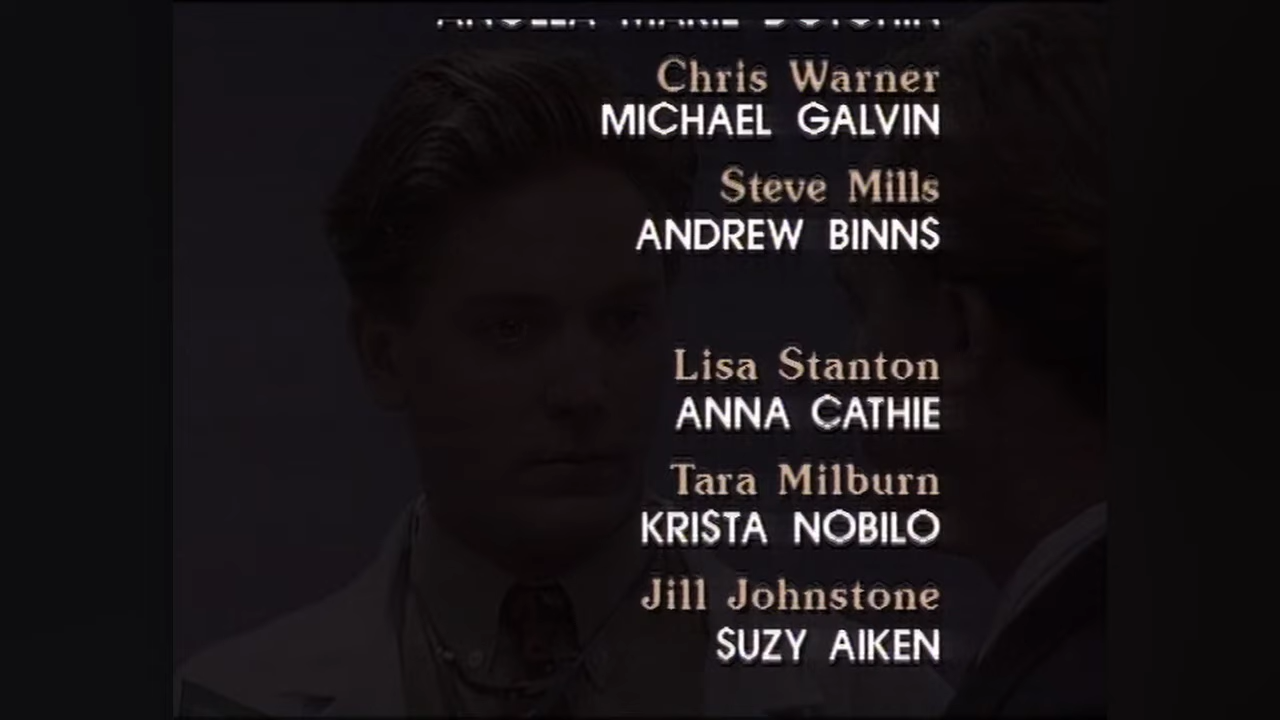 Chris Warner
MICHAEL GALVIN
Steve Mills
ANDREW BINNS
Lisa Stanton
ANNA CATHIE
Tara Milburn
KRISTA NOBILO
Jill Johnstone
SUZY AIKEN